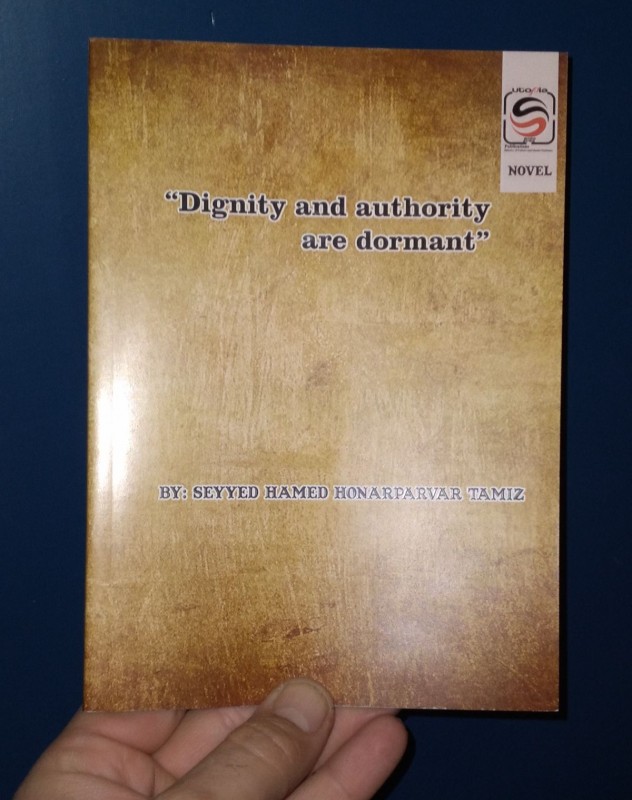 utopia
NOVEL
“Dignity and authority
are dormant”
BY: SEYYED HAMED HONARPARVAR TAMIZ